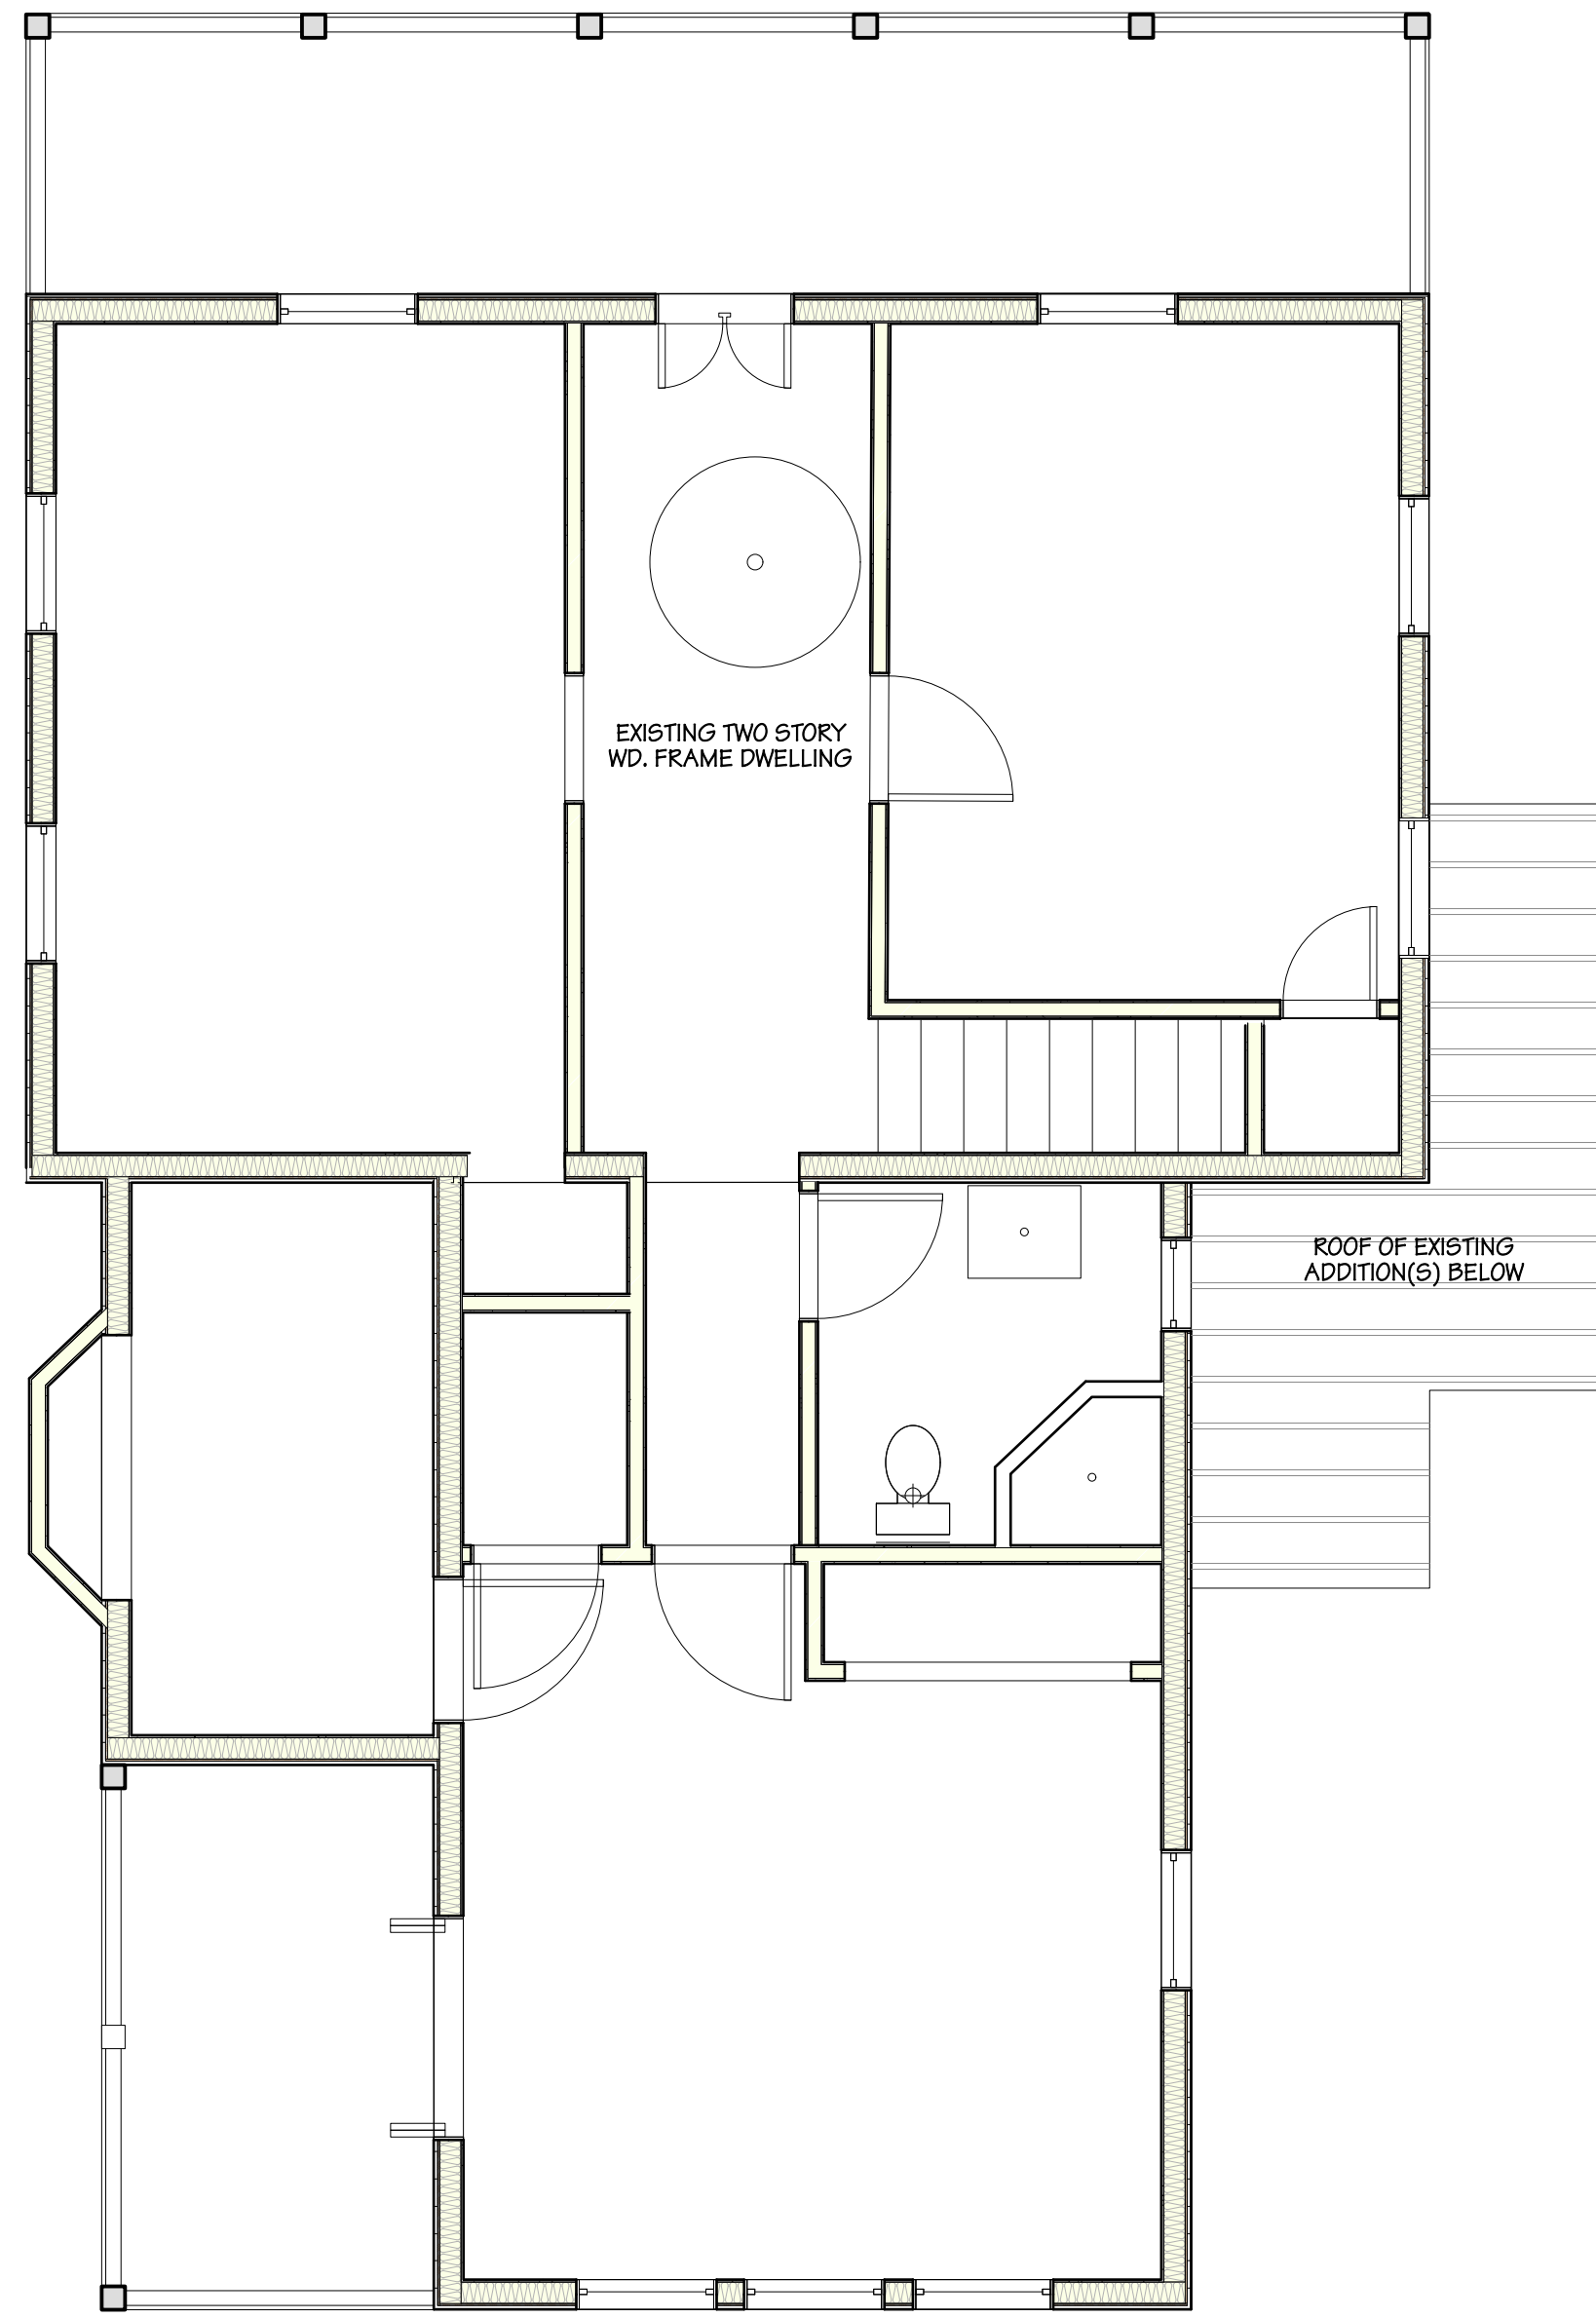 EXISTING TWO STORY
WD. FRAME DWELLING
ROOF OF EXISTING
ADDITION(S) BELOW